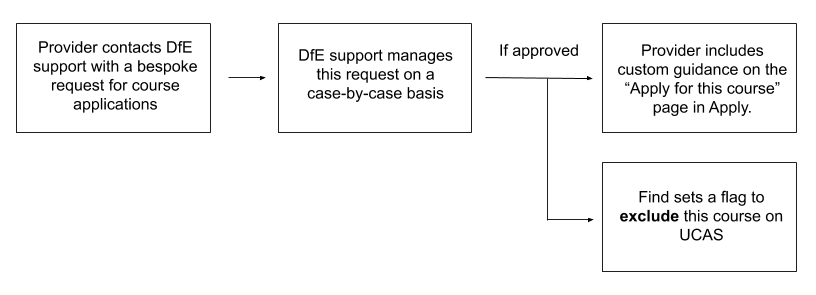 Provider contacts DfE
support with a bespoke
request for course
applications
DfE support manages
this request on a
case-by-case basis
If approved
Provider includes
custom guidance on the
“Apply for this course”
page in Apply.
Find sets a flag to
exclude this course on
UCAS